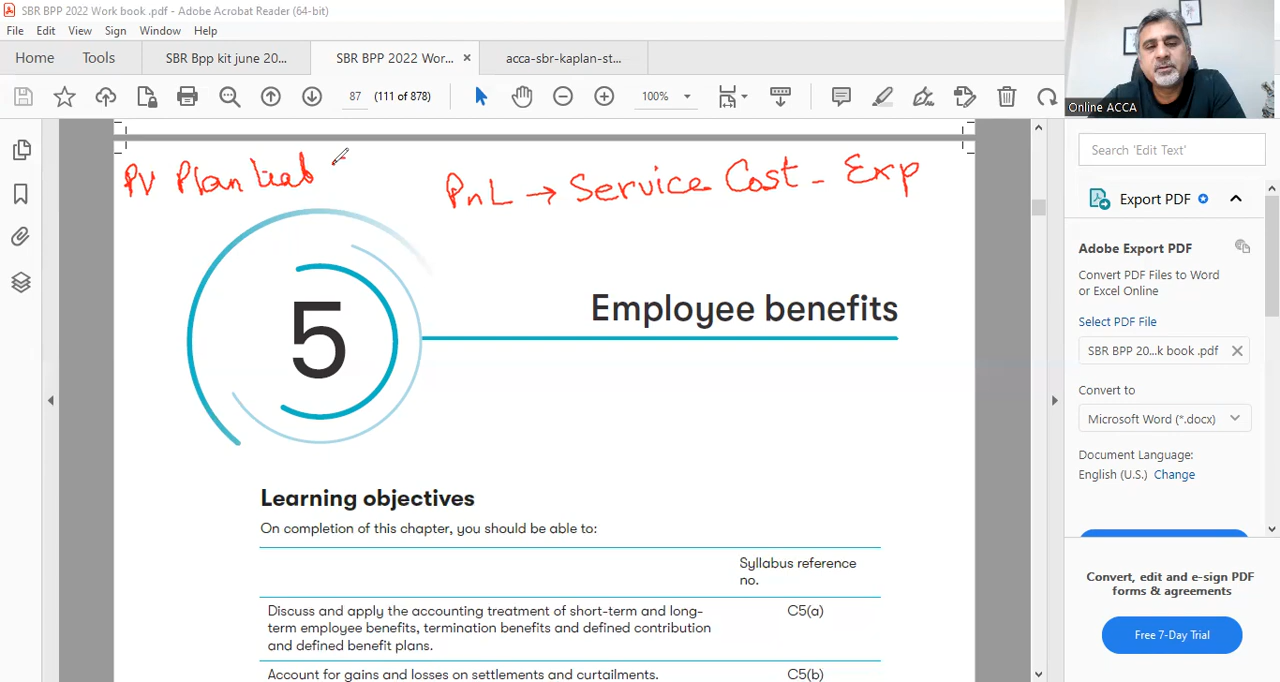 SBR BPP 2022 Work book .pdf - Adobe Acrobat Reader (64-bit)
File Edit View Sign Window Help
Home Tools SBR Bpp kit june 20... SBR BPP 2022 Wor... × acca-sbr-kaplan-st...
87 (111 of 878) 100%
Online ACCA
PV Plan Liab
PnL → Service Cost - Exp
5
Employee benefits
Learning objectives
On completion of this chapter, you should be able to:
Syllabus reference
no.
Discuss and apply the accounting treatment of short-term and long-
term employee benefits, termination benefits and defined contribution
and defined benefit plans.
C5(a)
Account for gains and losses on settlements and curtailments.
C5(b)
Search 'Edit Text'
Export PDF
Adobe Export PDF
Convert PDF Files to Word
or Excel Online
Select PDF File
SBR BPP 20...k book .pdf ×
Convert to
Microsoft Word (*.docx)
Document Language:
English (U.S.) Change
Convert, edit and e-sign PDF
forms & agreements
Free 7-Day Trial